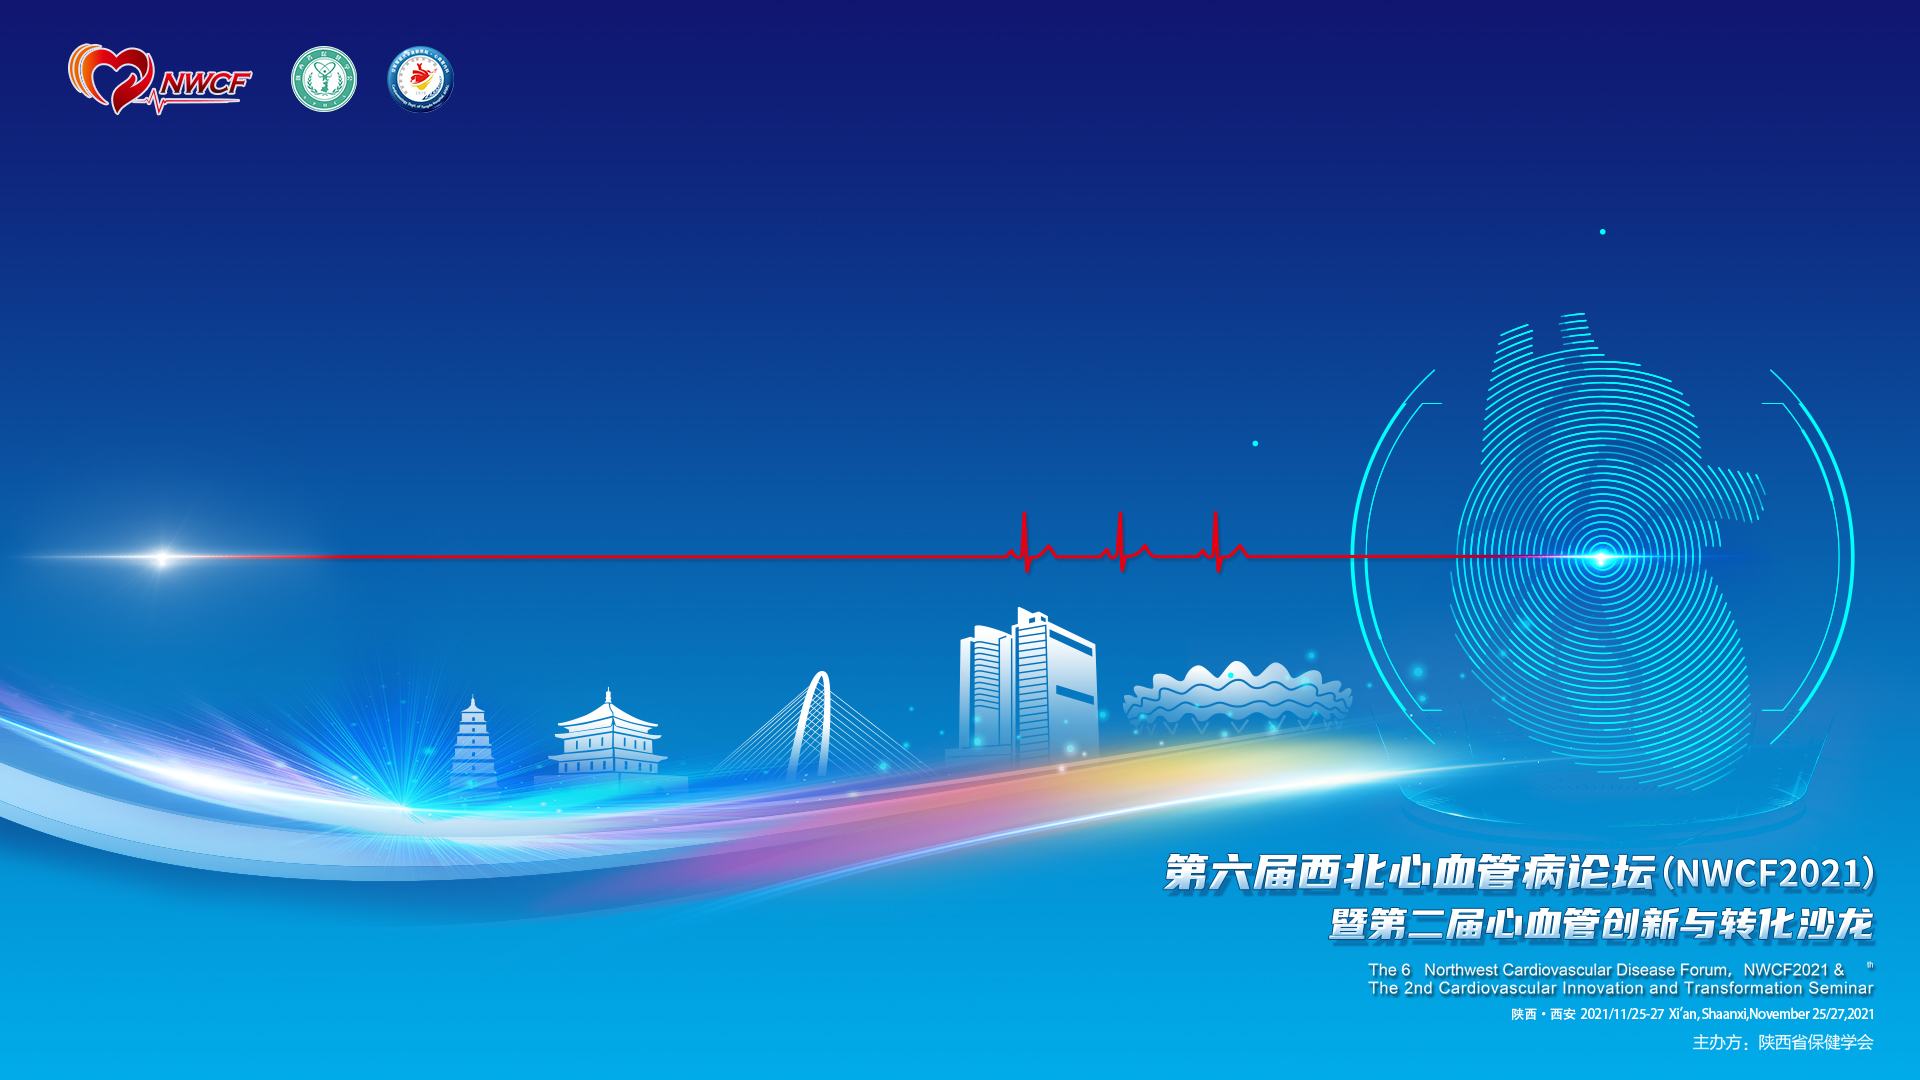 NWCF
第六届西北心血管病论坛(NWCF2021)
暨第二届心血管创新与转化沙龙
The 6 Northwest Cardiovascular Disease Forum, NWCF2021 & th
The 2nd Cardiovascular Innovation and Transformation Seminar
陕西·西安 2021/11/25-27 Xi'an, Shaanxi,November 25/27,2021
主办方：陕西省保健学会